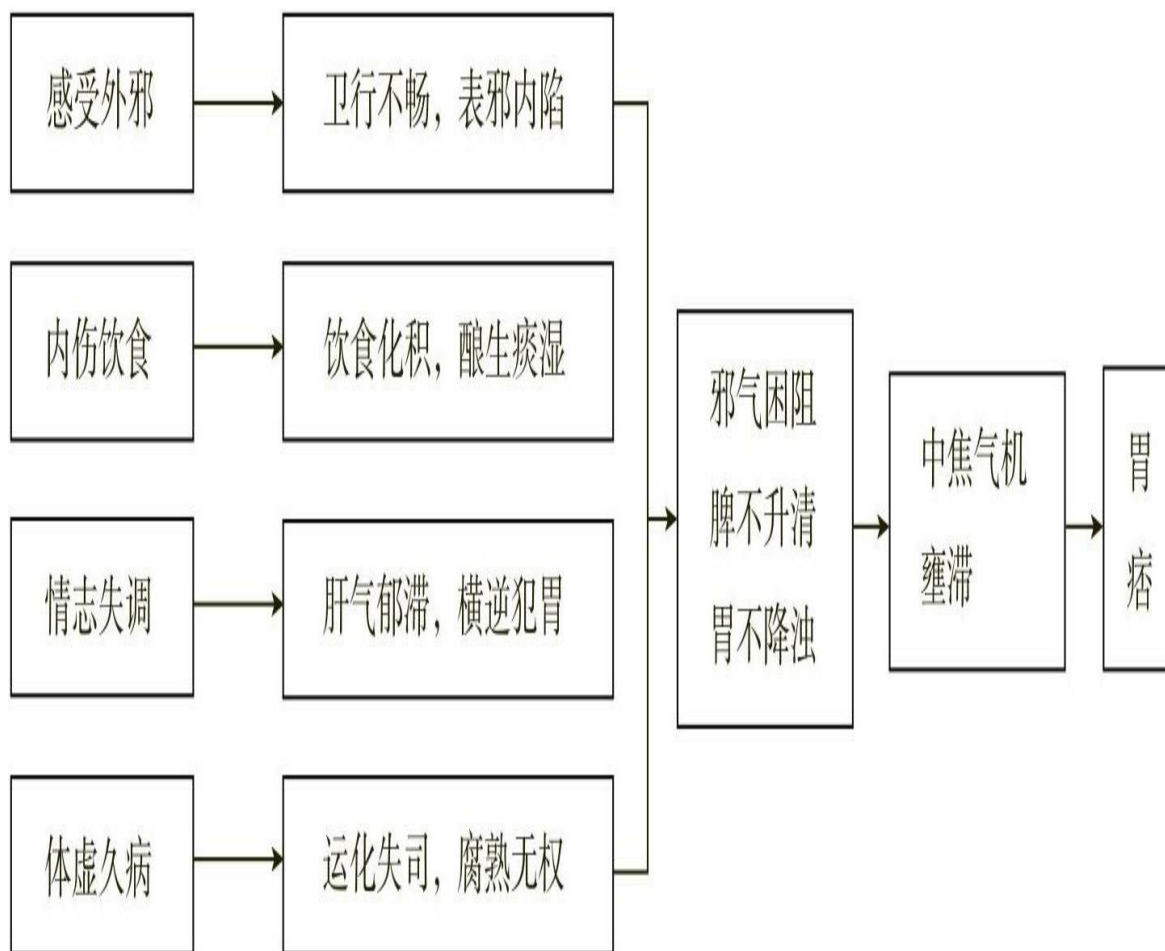 感受外邪
卫行不畅，表邪内陷
内伤饮食
饮食化积，酿生痰湿
情志失调
肝气郁滞，横逆犯胃
体虚久病
运化失司，腐熟无权
邪气困阻
脾不升清
胃不降浊
中焦气机
壅滞
胃
痞